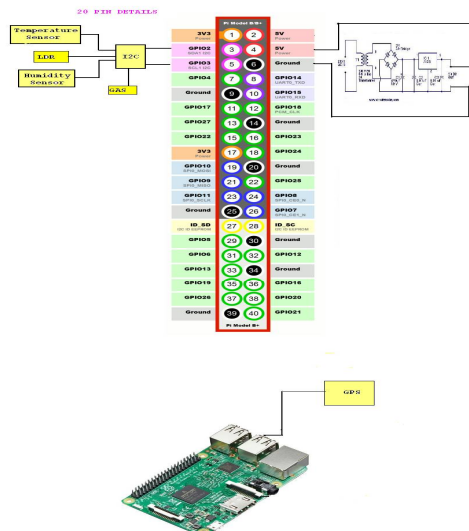 20 PIN DETAILS
Temperature
Sensor
LDR
I2C
Humidity
Sensor
GAS
Pi Model B/B+
3V3
Power
1 2
5V
Power
GPIO2
SDA1 I2C
3 4
5V
Power
GPIO3
SCL1 I2C
5 6
Ground
GPIO4
7 8
GPIO14
UART0_TXD
Ground
9 10
GPIO15
UART0_RXD
GPIO17
11 12
GPIO18
PCM_CLK
GPIO27
13 14
Ground
GPIO22
15 16
GPIO23
3V3
Power
17 18
GPIO24
GPIO10
SPI0_MOSI
19 20
Ground
GPIO9
SPI0_MISO
21 22
GPIO25
GPIO11
SPI0_SCLK
23 24
GPIO8
SPI0_CE0_N
Ground
25 26
GPIO7
SPI0_CE1_N
ID_SD
I2C ID EEPROM
27 28
ID_SC
I2C ID EEPROM
GPIO5
29 30
Ground
GPIO6
31 32
GPIO12
GPIO13
33 34
Ground
GPIO19
35 36
GPIO16
GPIO26
37 38
GPIO20
Ground
39 40
GPIO21
Pi Model B+
GPS